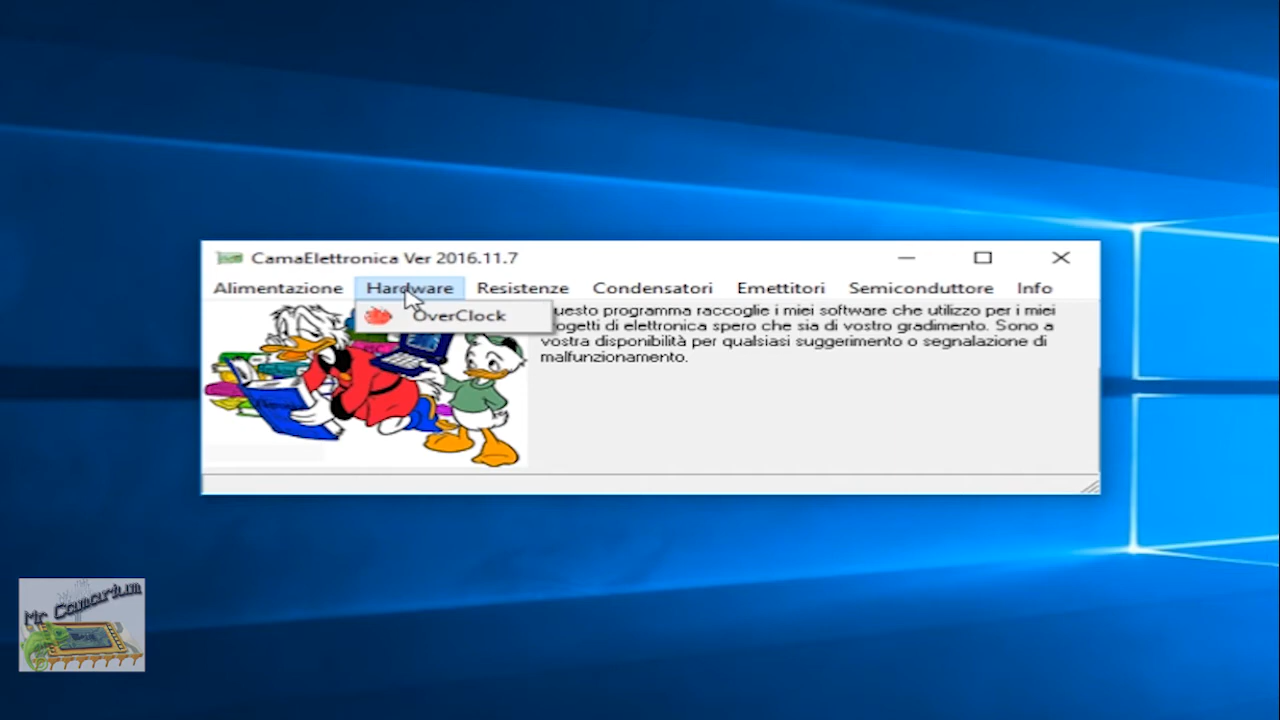 CamaElettronica Ver 2016.11.7
Alimentazione Hardware Resistenze Condensatori Emettitori Semiconduttore Info
OverClock
uesto programma raccoglie i miei software che utilizzo per i miei
ogetti di elettronica spero che sia di vostro gradimento. Sono a
vostra disponibilità per qualsiasi suggerimento o segnalazione di
malfunzionamento.
Mr Camarlium